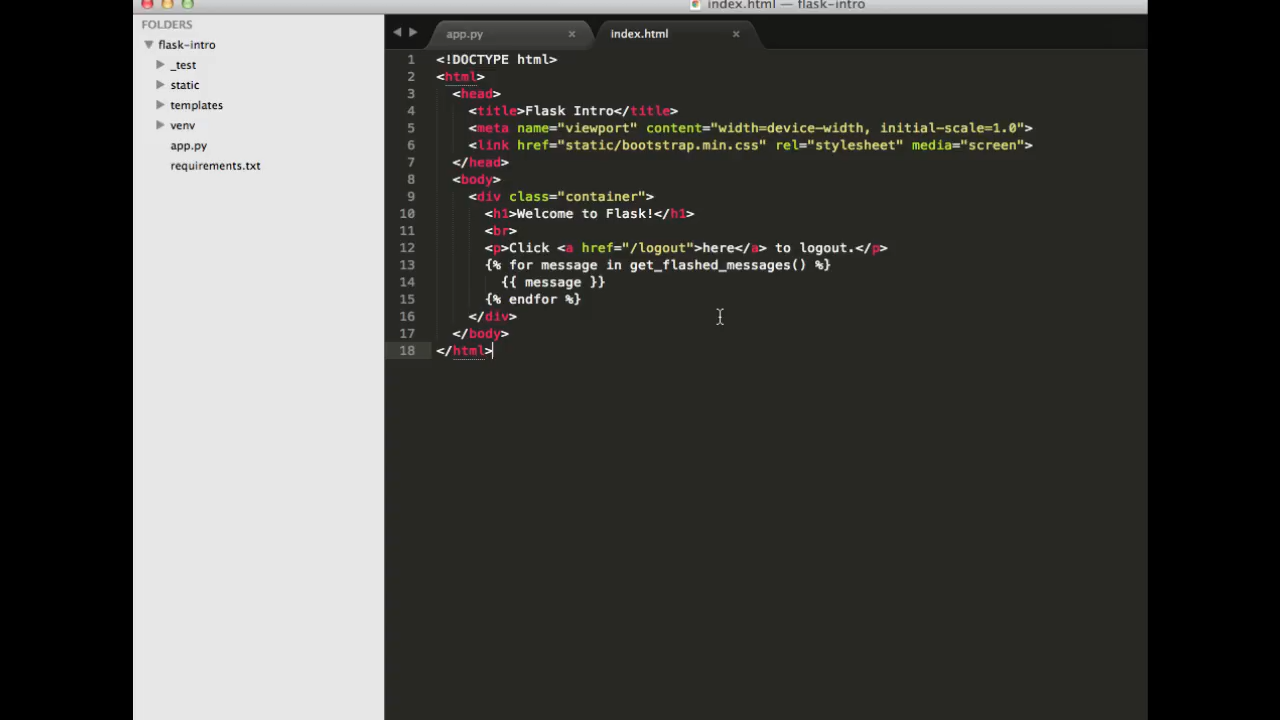 index.html — flask-intro
FOLDERS
flask-intro
_test
static
templates
venv
app.py
requirements.txt
app.py
index.html
1 <!DOCTYPE html>
2 <html>
3 <head>
4 <title>Flask Intro</title>
5 <meta name="viewport" content="width=device-width, initial-scale=1.0">
6 <link href="static/bootstrap.min.css" rel="stylesheet" media="screen">
7 </head>
8 <body>
9 <div class="container">
10 <h1>Welcome to Flask!</h1>
11 <br>
12 <p>Click <a href="/logout">here</a> to logout.</p>
13 {% for message in get_flashed_messages() %}
14 {{ message }}
15 {% endfor %}
16 </div>
17 </body>
18 </html>